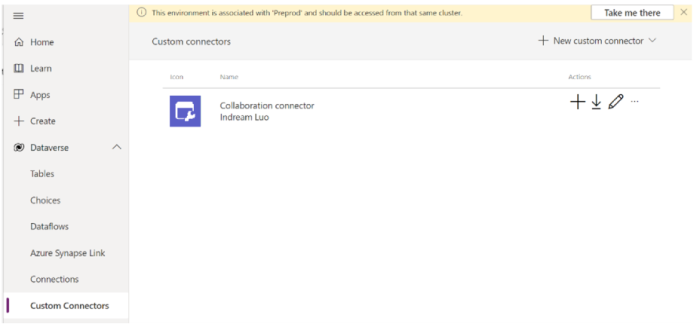 This environment is associated with 'Preprod' and should be accessed from that same cluster.
Take me there
Home
Learn
Apps
Create
Dataverse
Tables
Choices
Dataflows
Azure Synapse Link
Connections
Custom Connectors
Custom connectors
New custom connector
Icon Name Actions
Collaboration connector
Indream Luo